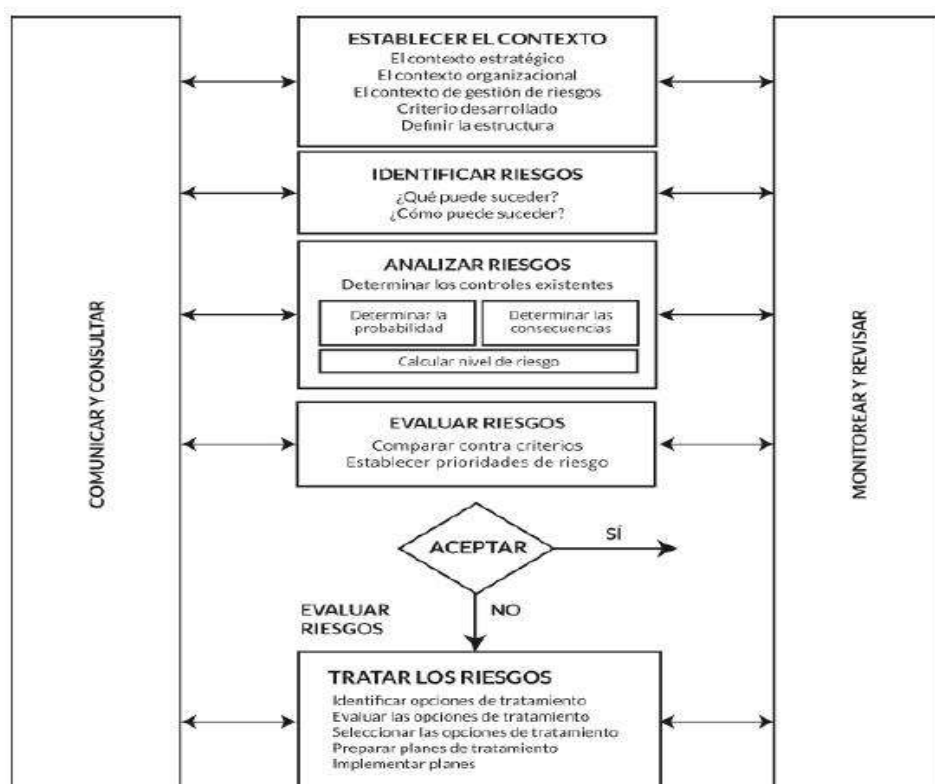 COMUNICAR Y CONSULTAR
ESTABLECER EL CONTEXTO
El contexto estratégico
El contexto organizacional
El contexto de gestión de riesgos
Criterio desarrollado
Definir la estructura
IDENTIFICAR RIESGOS
¿Qué puede suceder?
¿Cómo puede suceder?
ANALIZAR RIESGOS
Determinar los controles existentes
Determinar la
probabilidad
Determinar las
consecuencias
Calcular nivel de riesgo
EVALUAR RIESGOS
Comparar contra criterios
Establecer prioridades de riesgo
ACEPTAR
SÍ
NO
EVALUAR
RIESGOS
TRATAR LOS RIESGOS
Identificar opciones de tratamiento
Evaluar las opciones de tratamiento
Seleccionar las opciones de tratamiento
Preparar planes de tratamiento
Implementar planes
MONITOREAR Y REVISAR